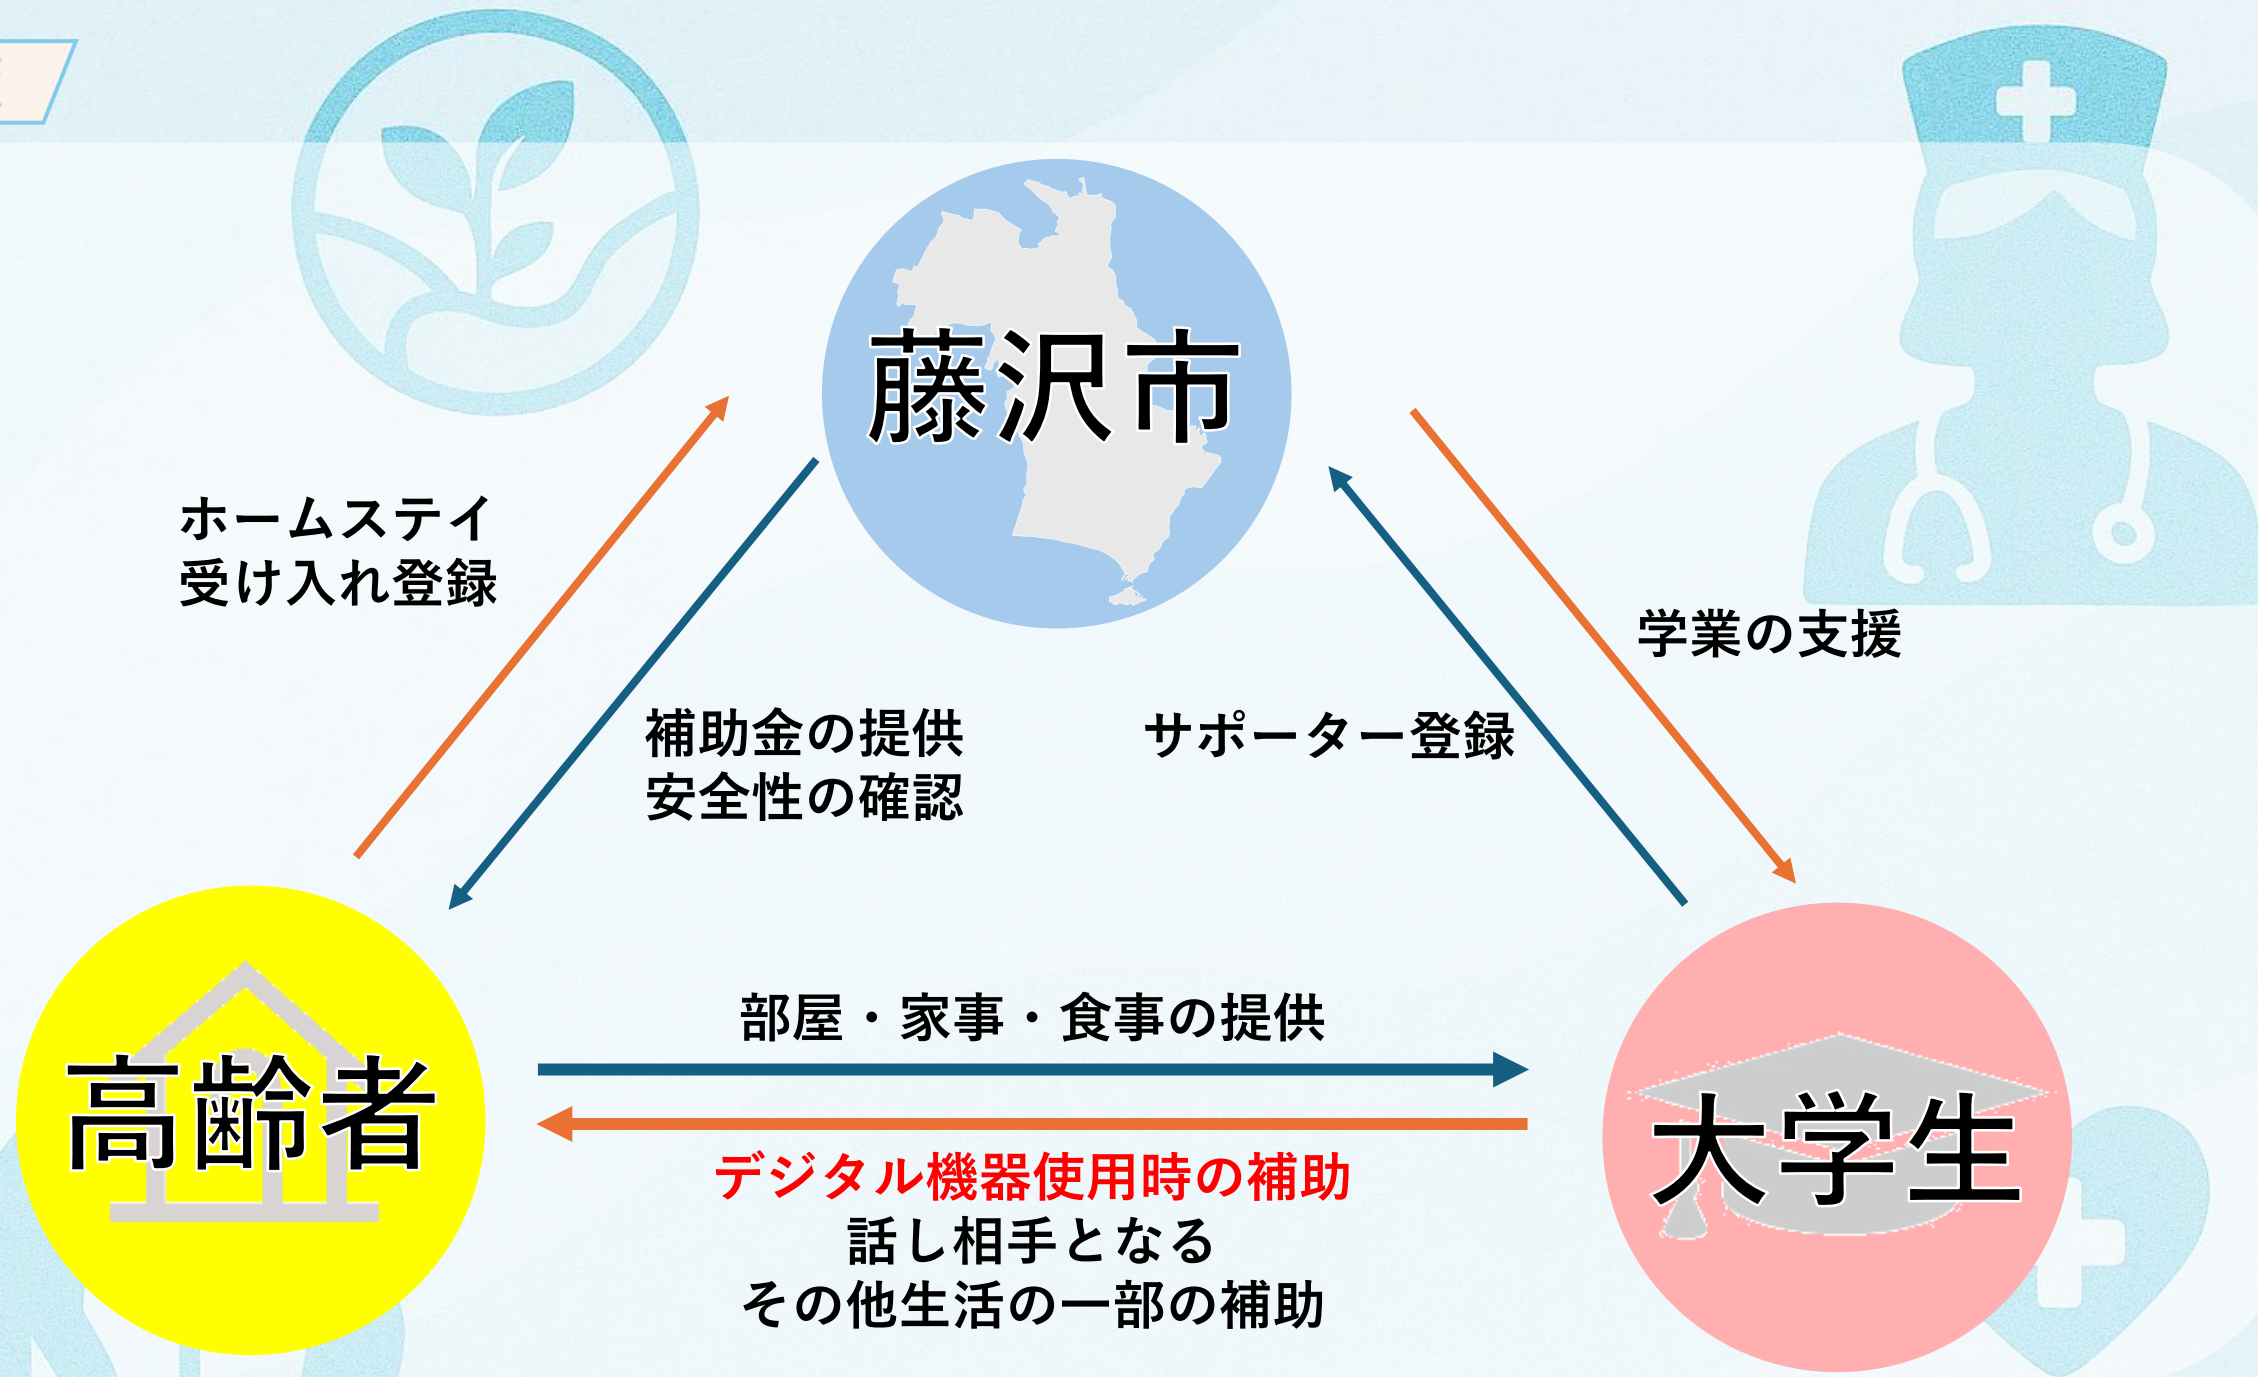 藤沢市
ホームステイ
受け入れ登録
学業の支援
補助金の提供
安全性の確認
サポーター登録
部屋・家事・食事の提供
高齢者
大学生
デジタル機器使用時の補助
話し相手となる
その他生活の一部の補助